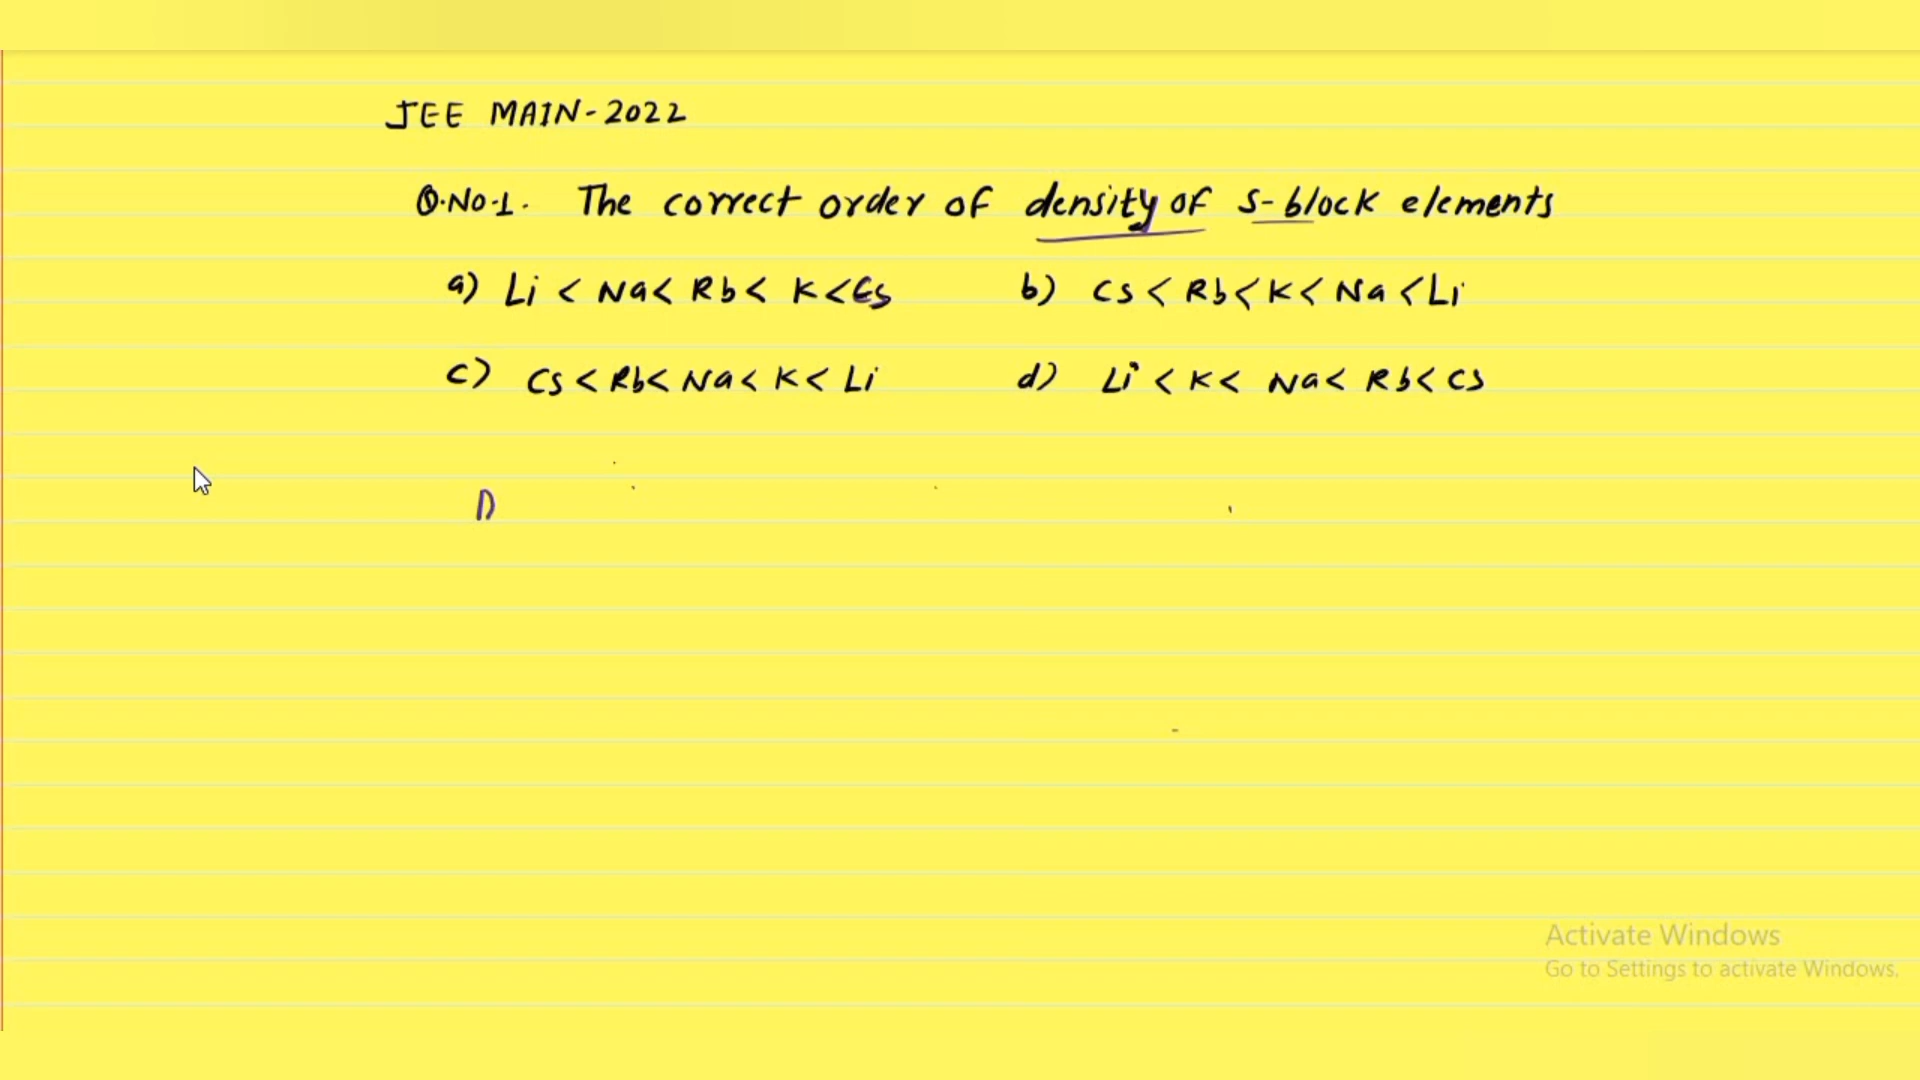 JEE MAIN-2022
Q.No-1. The correct order of density of s-block elements
a) Li < Na < Rb < K < Cs b) Cs < Rb < K < Na < Li
c) Cs < Rb < Na < K < Li d) Li < K < Na < Rb < Cs
D
Activate Windows
Go to Settings to activate Windows.